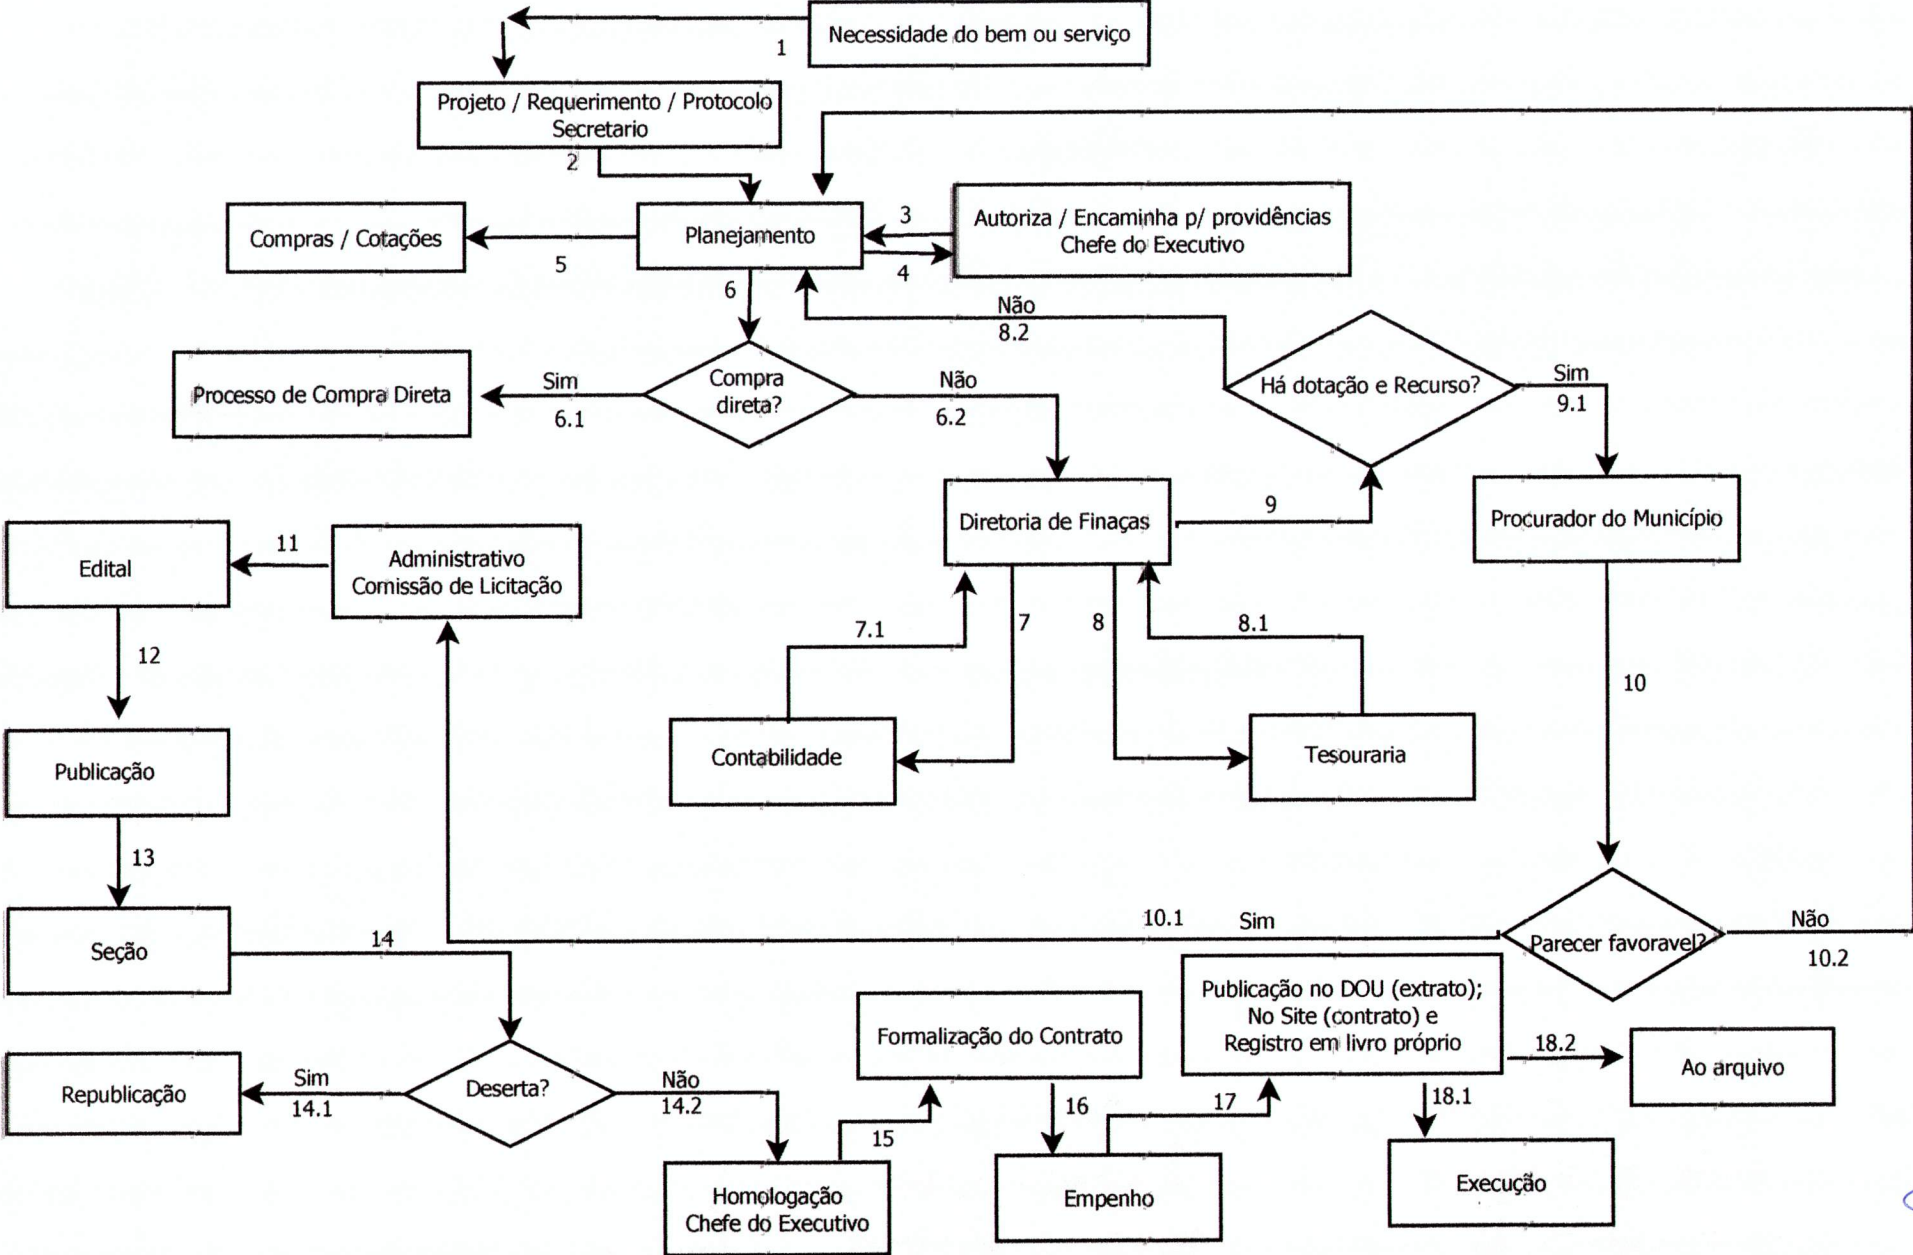 Necessidade do bem ou serviço
1
Projeto / Requerimento / Protocolo
Secretario
2
Compras / Cotações
5
Planejamento
3
4
Autoriza / Encaminha p/ providências
Chefe do Executivo
6
Não
8.2
Processo de Compra Direta
Sim
6.1
Compra
direta?
Não
6.2
Há dotação e Recurso?
Sim
9.1
Diretoria de Finaças
9
Procurador do Município
Edital
11
Administrativo
Comissão de Licitação
12
7.1
7
8
8.1
10
Publicação
Contabilidade
Tesouraria
13
Seção
14
10.1
Sim
Parecer favoravel?
Não
10.2
Republicação
Sim
14.1
Deserta?
Não
14.2
Homologação
Chefe do Executivo
15
Formalização do Contrato
16
Empenho
17
Publicação no DOU (extrato);
No Site (contrato) e
Registro em livro próprio
18.2
Ao arquivo
18.1
Execução